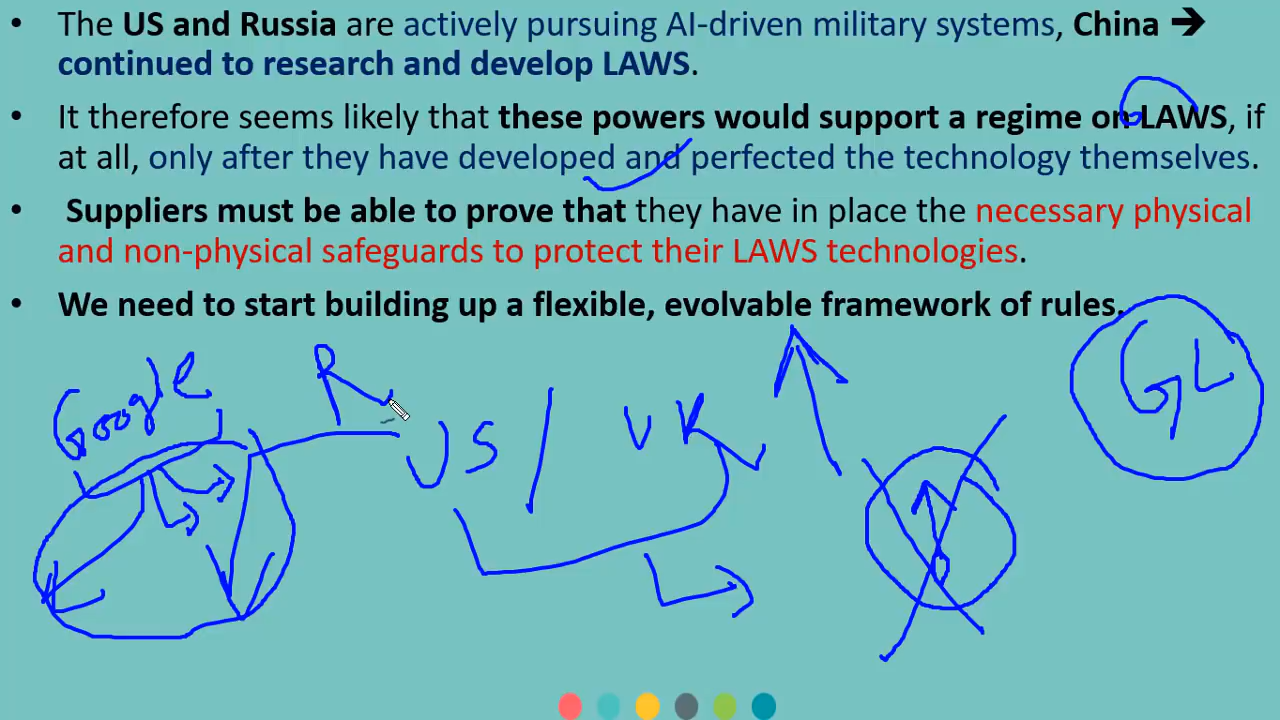 • The US and Russia are actively pursuing AI-driven military systems, China ➔
continued to research and develop LAWS.
• It therefore seems likely that these powers would support a regime on LAWS, if
at all, only after they have developed and perfected the technology themselves.
• Suppliers must be able to prove that they have in place the necessary physical
and non-physical safeguards to protect their LAWS technologies.
• We need to start building up a flexible, evolvable framework of rules.
Google
R
US / UK
GL